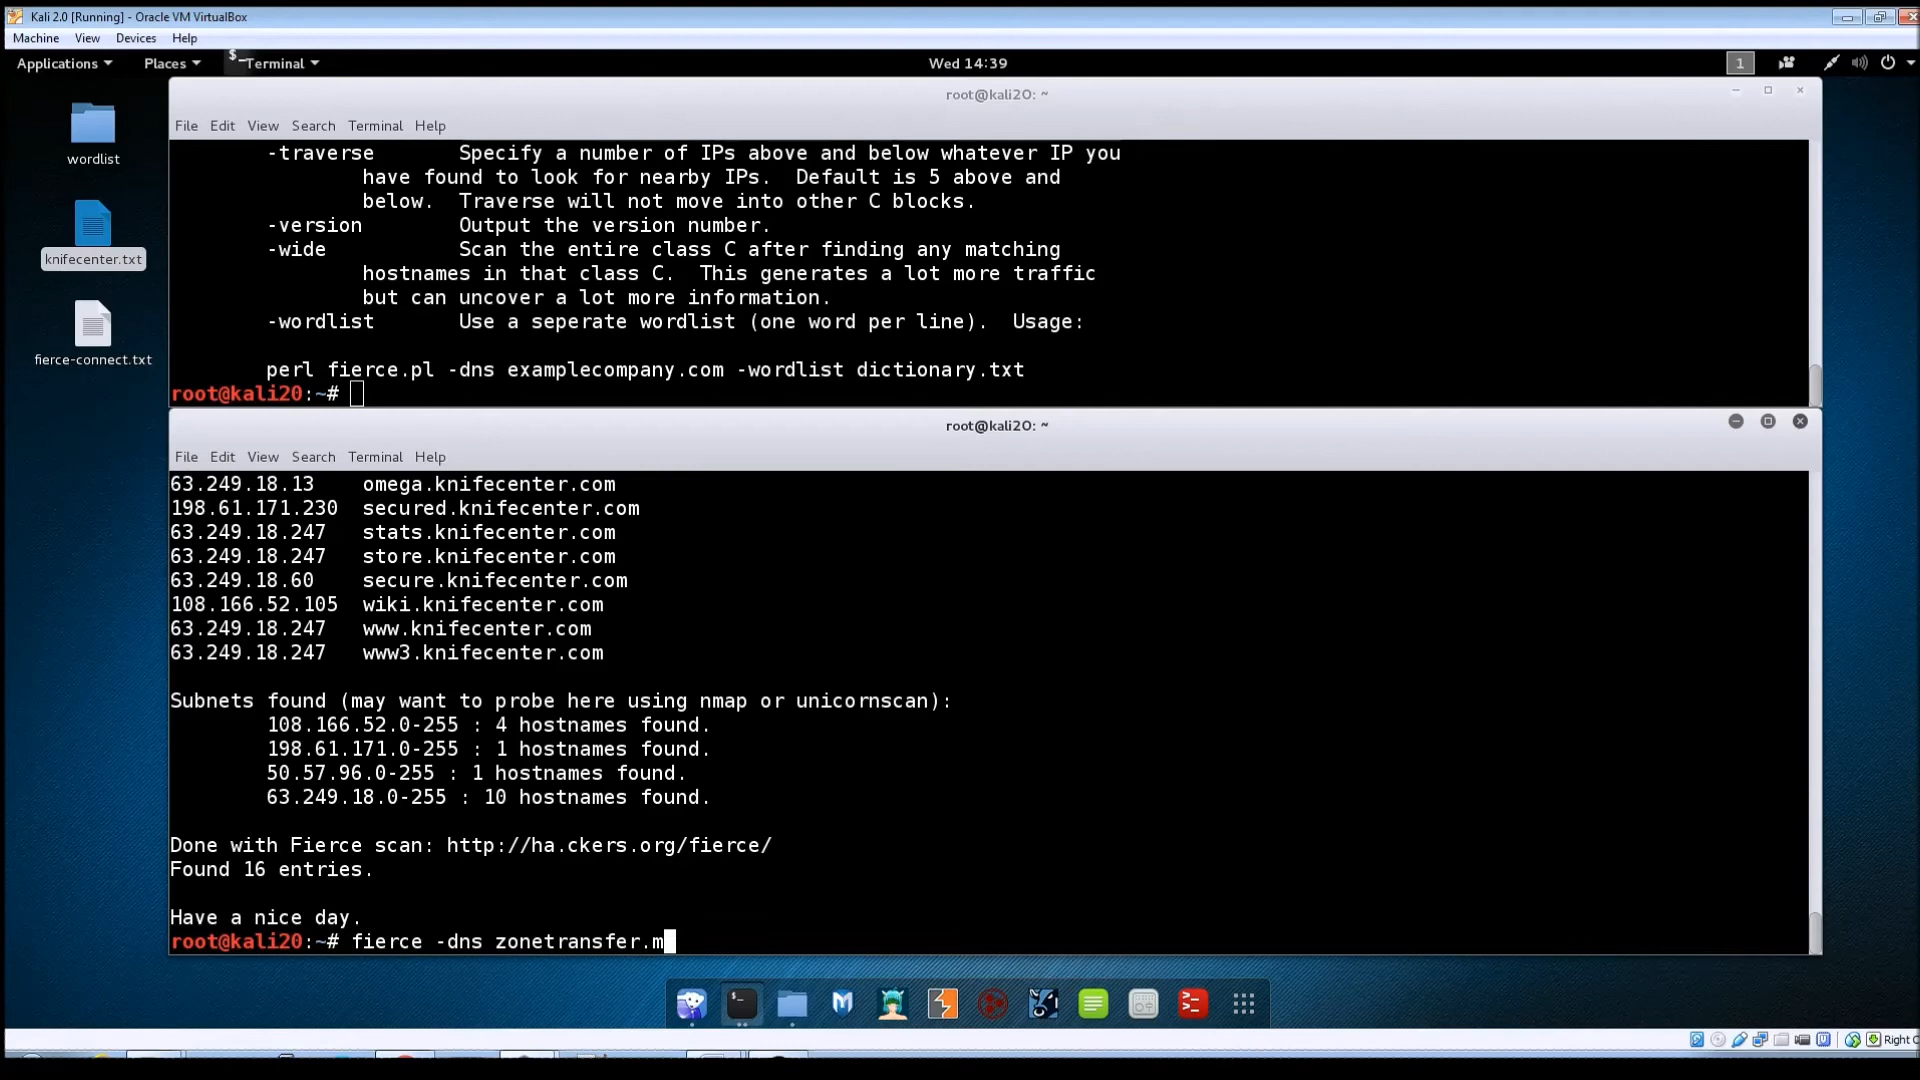 Kali 2.0 [Running] - Oracle VM VirtualBox
Machine View Devices Help
Applications Places Terminal Wed 14:39 1
root@kali2O: ~
File Edit View Search Terminal Help
wordlist
knifecenter.txt
fierce-connect.txt
-traverse Specify a number of IPs above and below whatever IP you
have found to look for nearby IPs. Default is 5 above and
below. Traverse will not move into other C blocks.
-version Output the version number.
-wide Scan the entire class C after finding any matching
hostnames in that class C. This generates a lot more traffic
but can uncover a lot more information.
-wordlist Use a seperate wordlist (one word per line). Usage:
perl fierce.pl -dns examplecompany.com -wordlist dictionary.txt
root@kali20:~#
root@kali2O: ~
File Edit View Search Terminal Help
63.249.18.13 omega.knifecenter.com
198.61.171.230 secured.knifecenter.com
63.249.18.247 stats.knifecenter.com
63.249.18.247 store.knifecenter.com
63.249.18.60 secure.knifecenter.com
108.166.52.105 wiki.knifecenter.com
63.249.18.247 www.knifecenter.com
63.249.18.247 www3.knifecenter.com
Subnets found (may want to probe here using nmap or unicornscan):
108.166.52.0-255 : 4 hostnames found.
198.61.171.0-255 : 1 hostnames found.
50.57.96.0-255 : 1 hostnames found.
63.249.18.0-255 : 10 hostnames found.
Done with Fierce scan: http://ha.ckers.org/fierce/
Found 16 entries.
Have a nice day.
root@kali20:~# fierce -dns zonetransfer.m
Right C